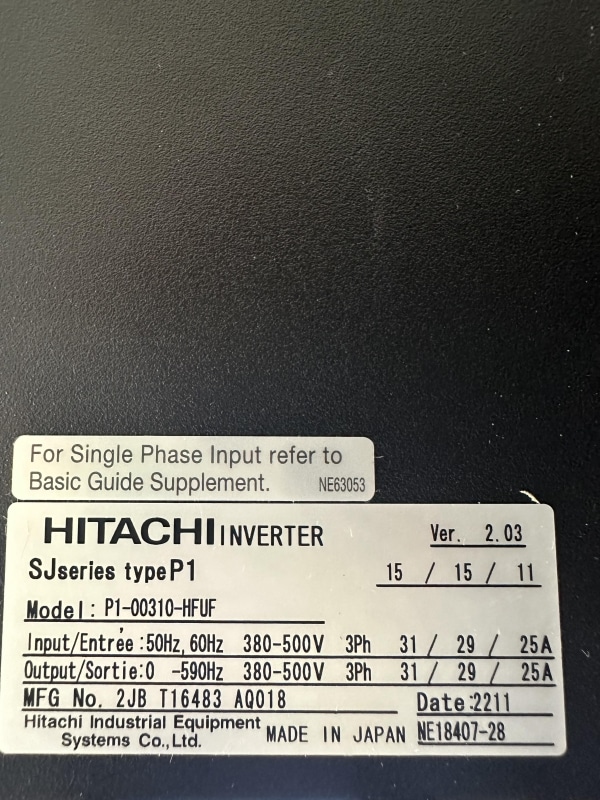 For Single Phase Input refer to
Basic Guide Supplement. NE63053
HITACHI INVERTER Ver. 2.03
SJseries typeP1 15 / 15 / 11
Model: P1-00310-HFUF
Input/Entrée:50Hz,60Hz 380-500V 3Ph 31 / 29 / 25A
Output/Sortie:0 -590Hz 380-500V 3Ph 31 / 29 / 25A
MFG No. 2JB T16483 AQ018 Date:2211
Hitachi Industrial Equipment
Systems Co.,Ltd. MADE IN JAPAN NE18407-28